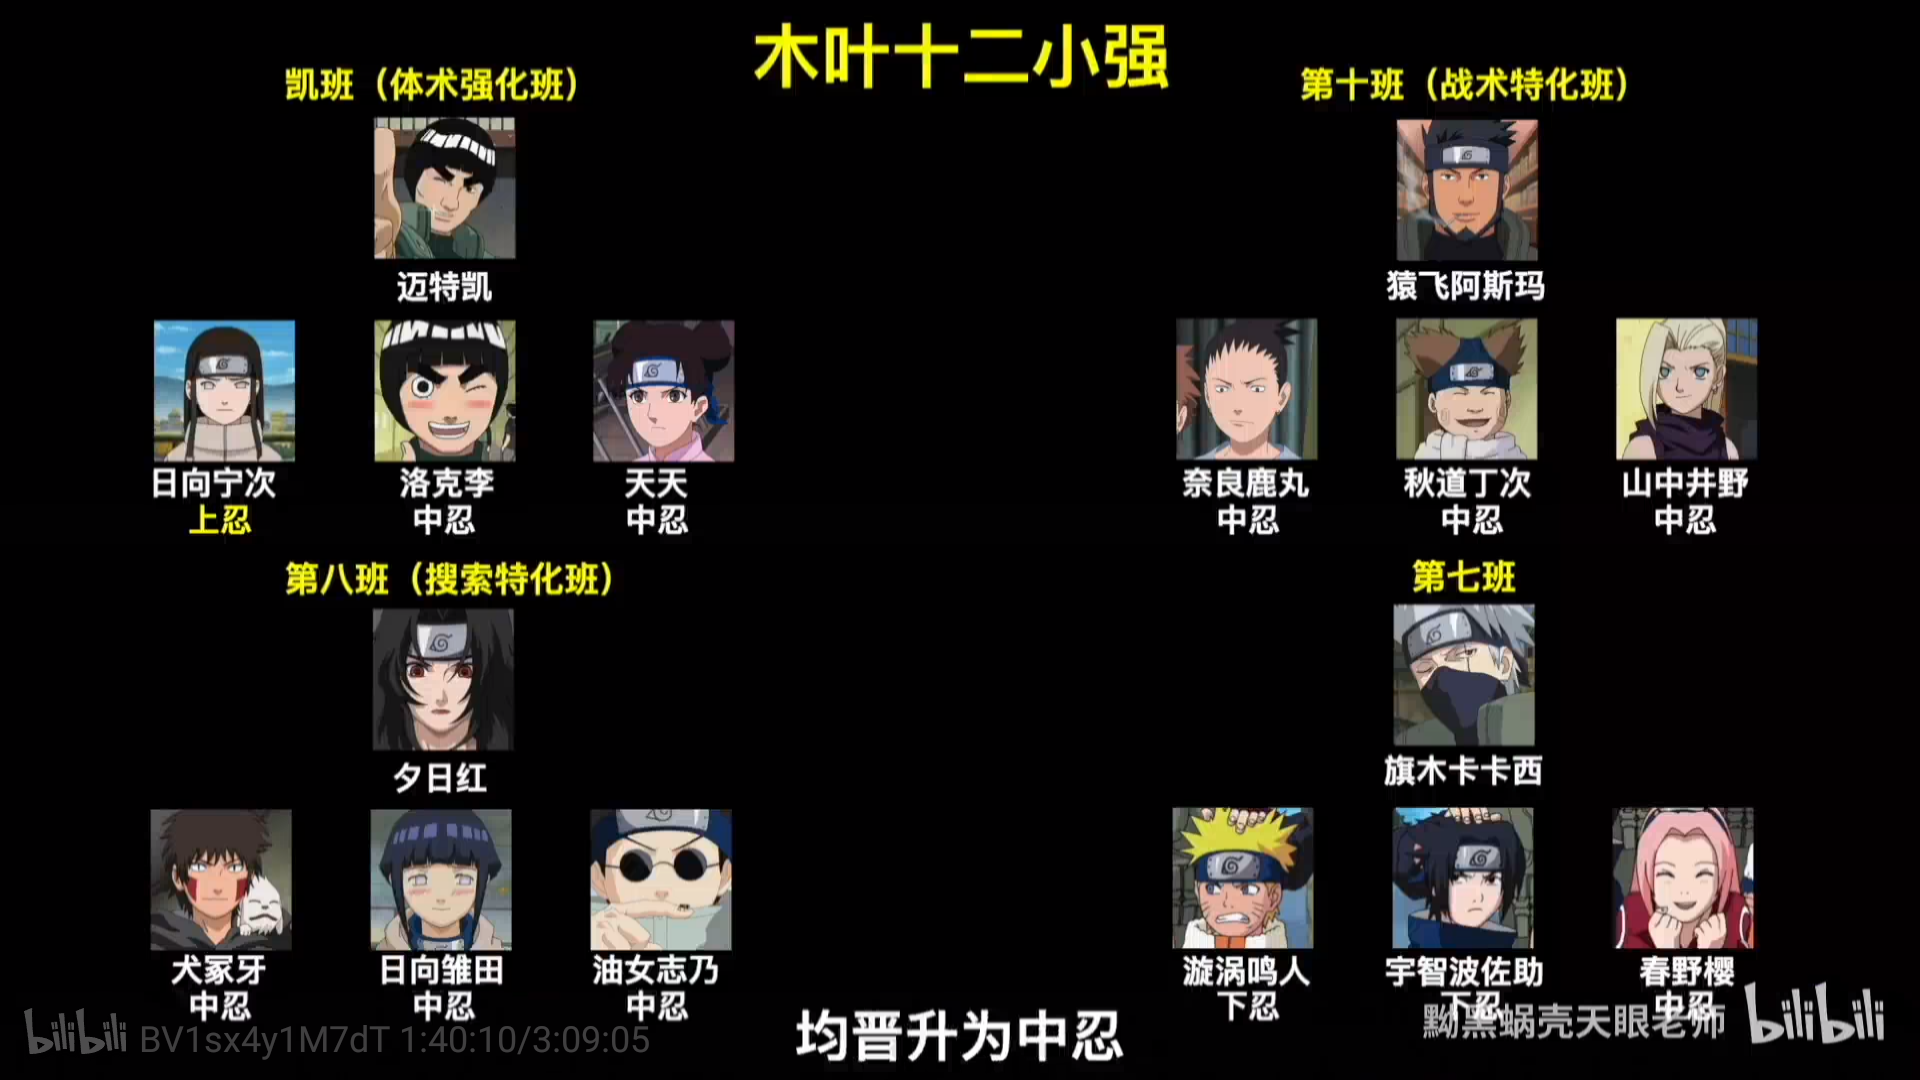 木叶十二小强
凯班（体术强化班）
迈特凯
日向宁次
上忍
洛克李
中忍
天天
中忍
第十班（战术特化班）
猿飞阿斯玛
奈良鹿丸
中忍
秋道丁次
中忍
山中井野
中忍
第八班（搜索特化班）
夕日红
犬冢牙
中忍
日向雏田
中忍
油女志乃
中忍
第七班
旗木卡卡西
漩涡鸣人
下忍
宇智波佐助
下忍
春野樱
中忍
均晋升为中忍
bilibili BV1sx4y1M7dT 1:40:10/3:09:05
黝黑蜗壳天眼老师 bilibili